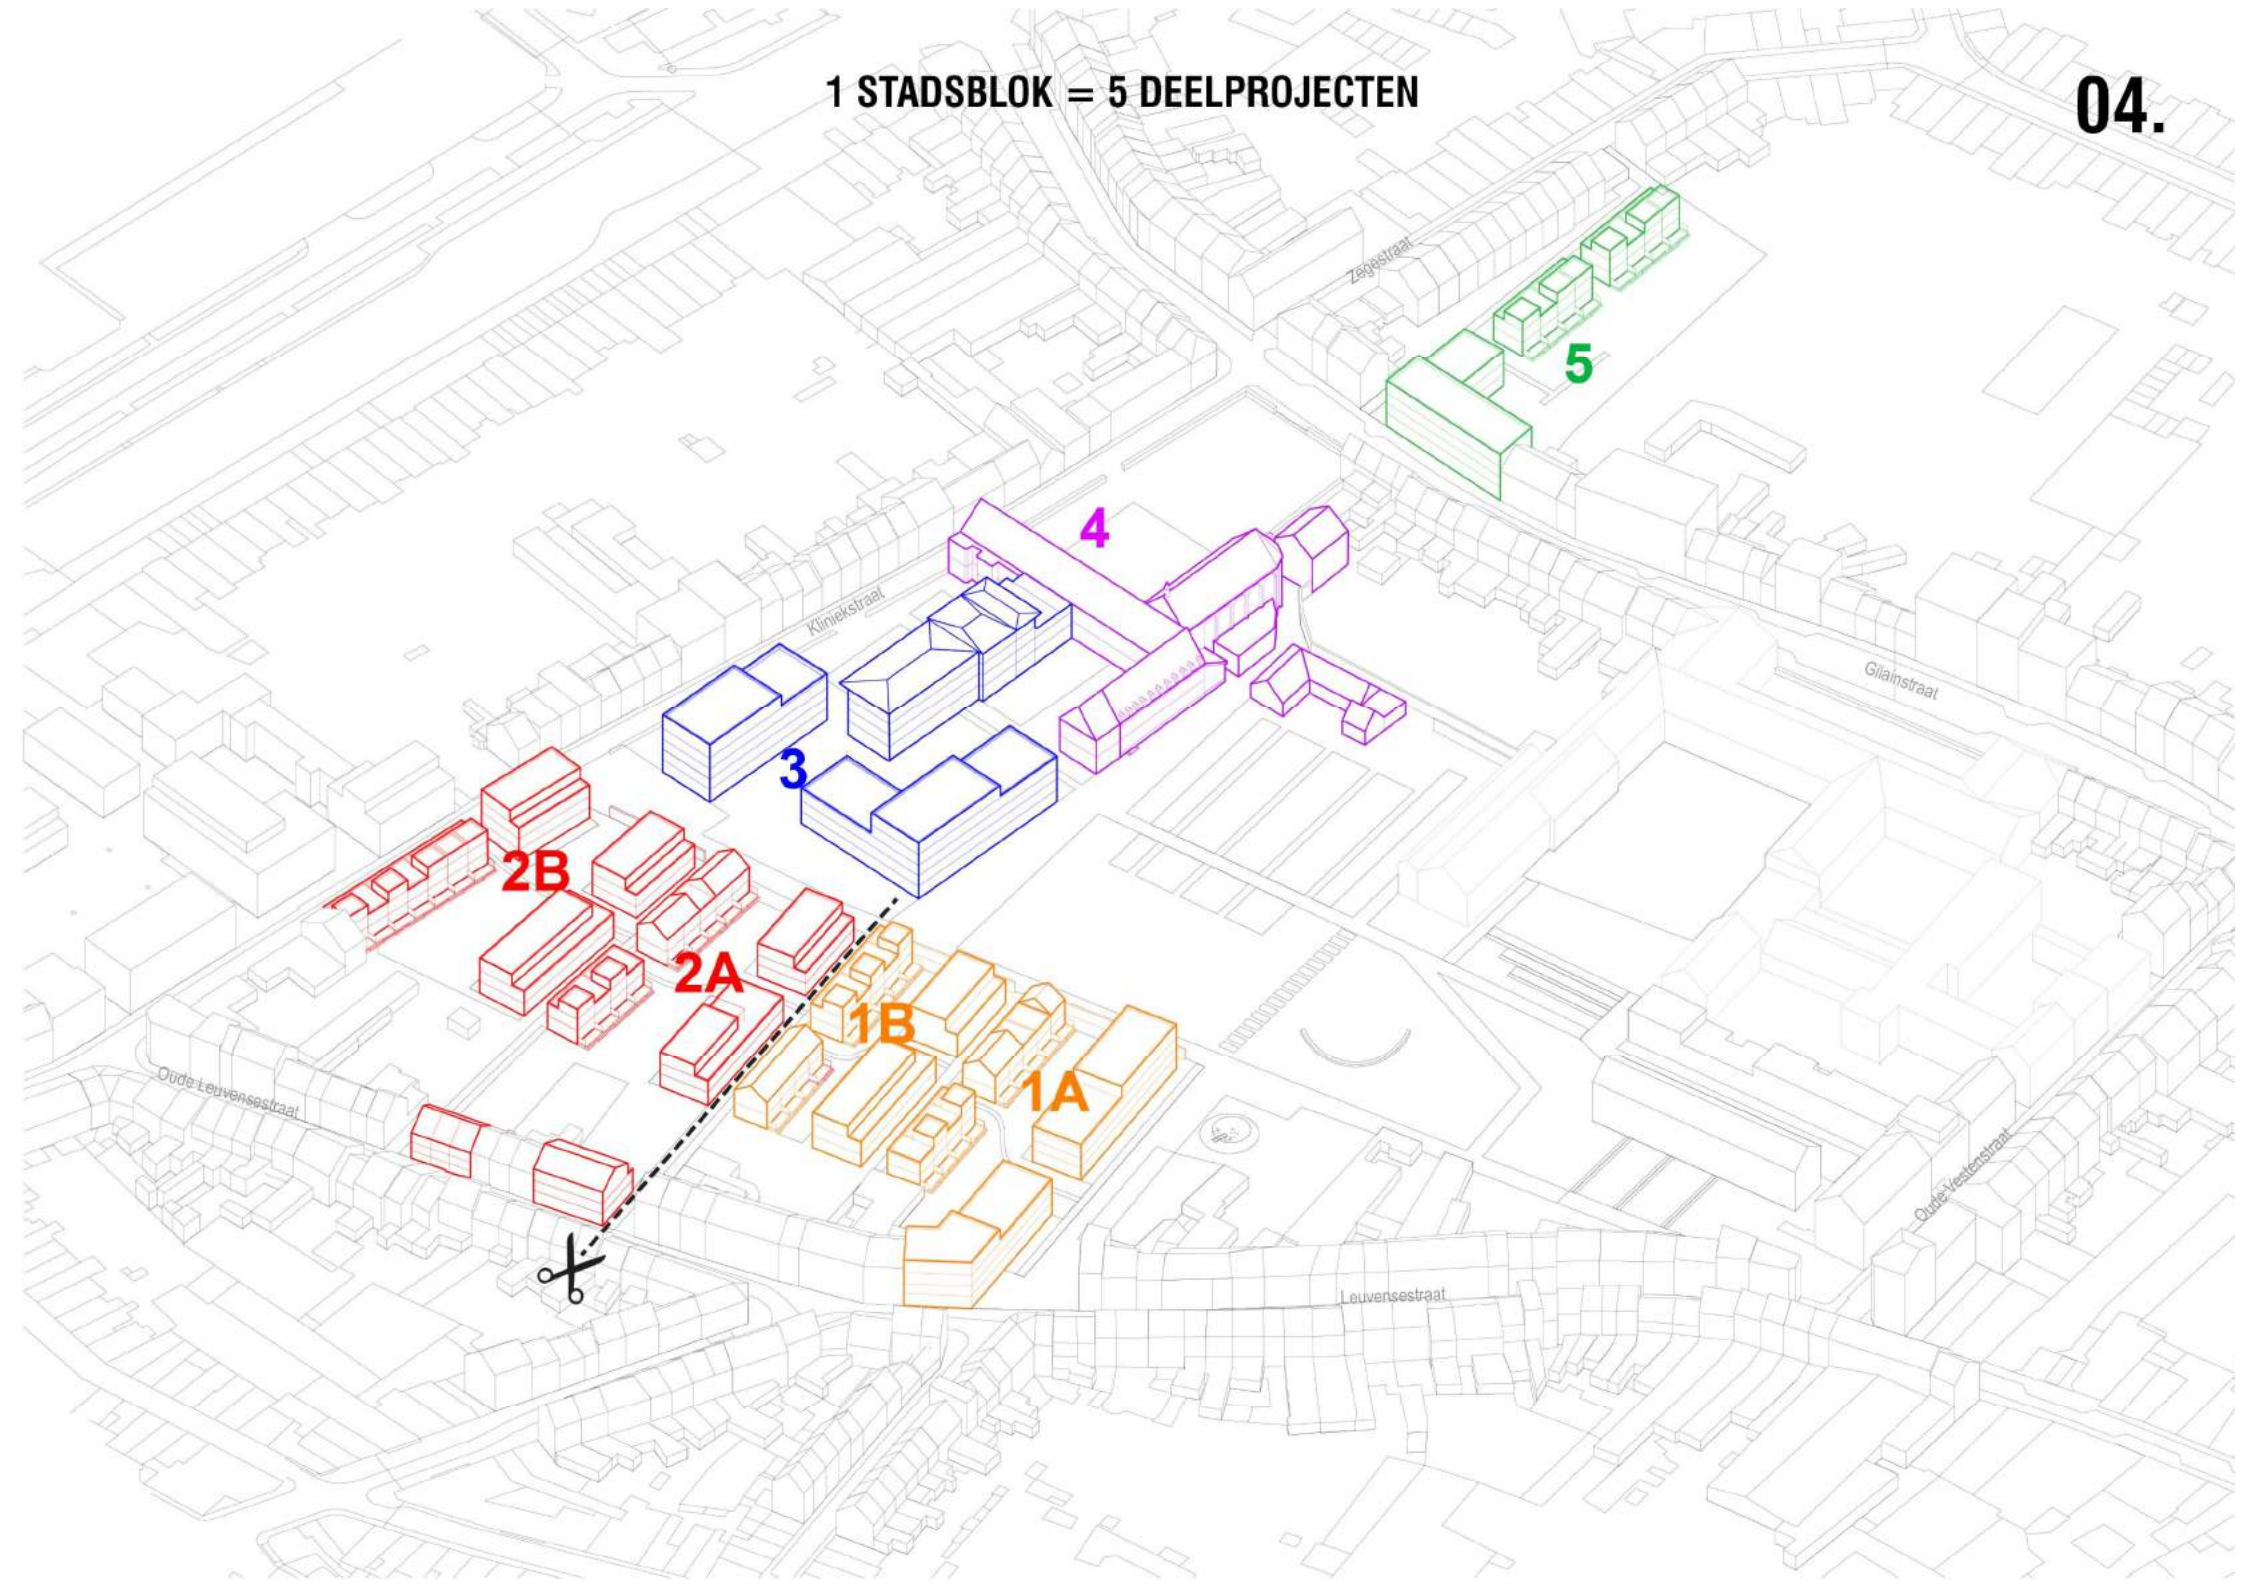 1 STADSBLOK = 5 DEELPROJECTEN
04.
Zegestraat
5
4
Kliniekstraat
Gilainstraat
3
2B
2A
1B
1A
Oude Leuvensestraat
Oude Vestenstraat
Leuvensestraat